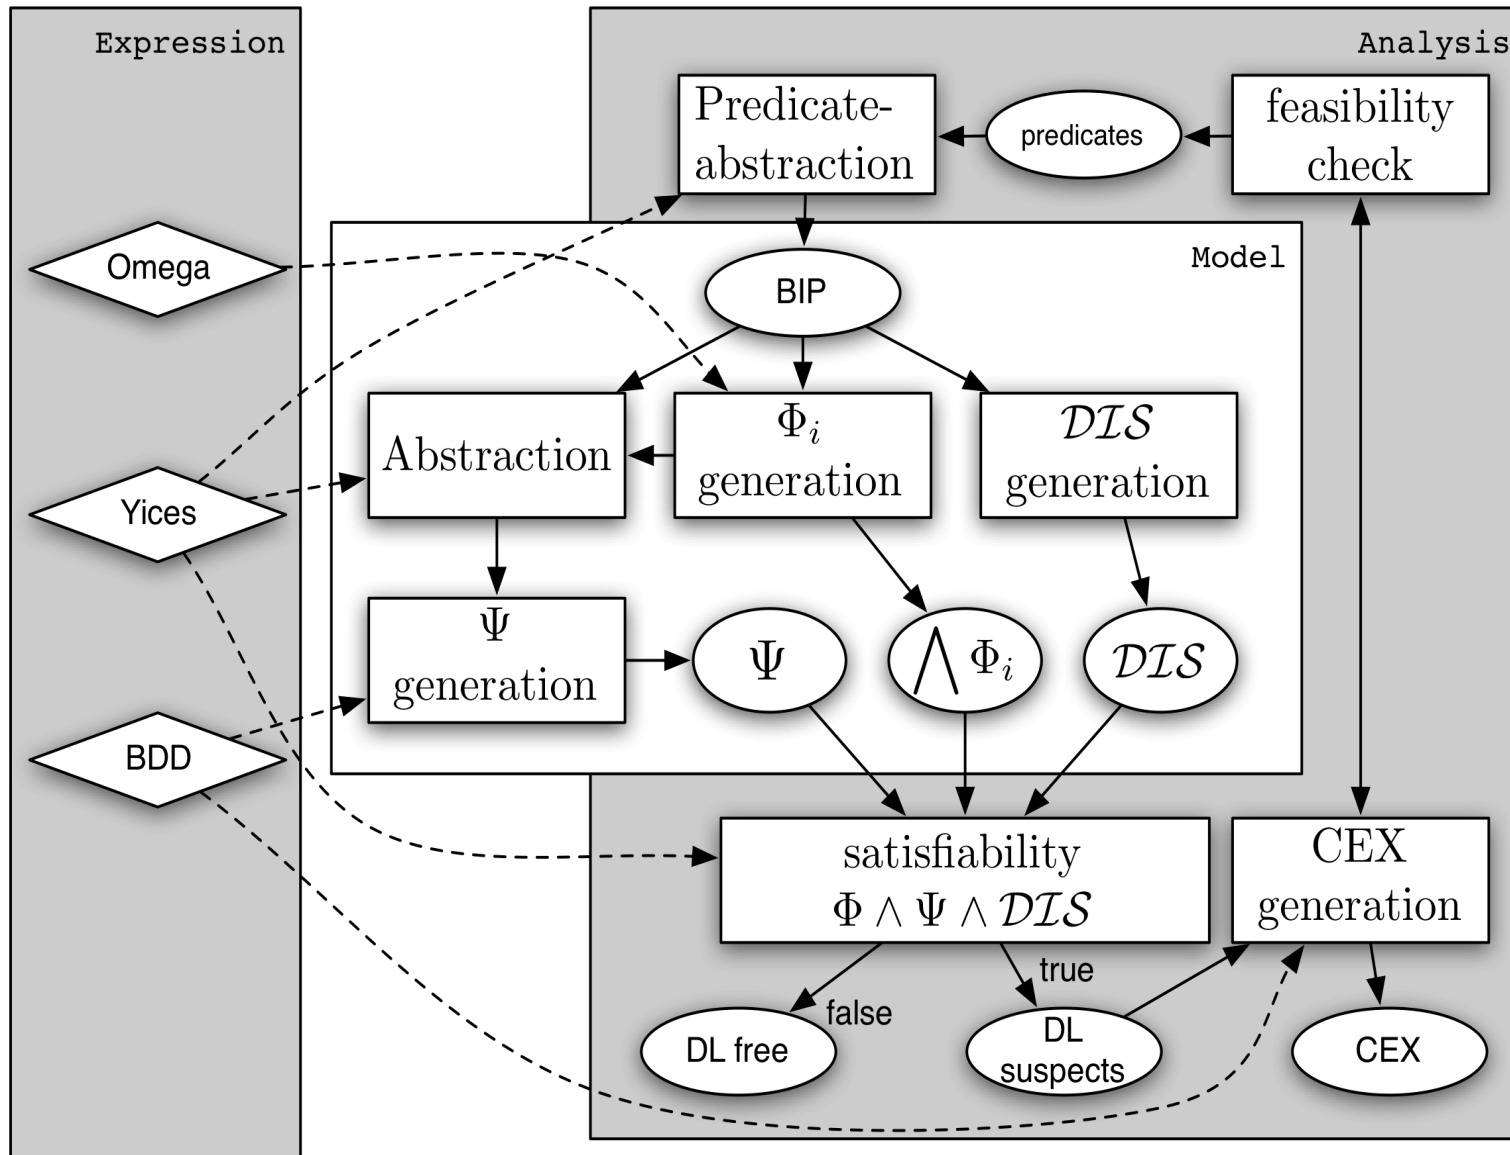 Expression
Analysis
Predicate-
abstraction
predicates
feasibility
check
Model
Omega
BIP
Abstraction
Φi
generation
DIS
generation
Yices
Ψ
generation
Ψ
⋀ Φi
DIS
BDD
satisfiability
Φ ∧ Ψ ∧ DIS
CEX
generation
true
false
DL free
DL
suspects
CEX